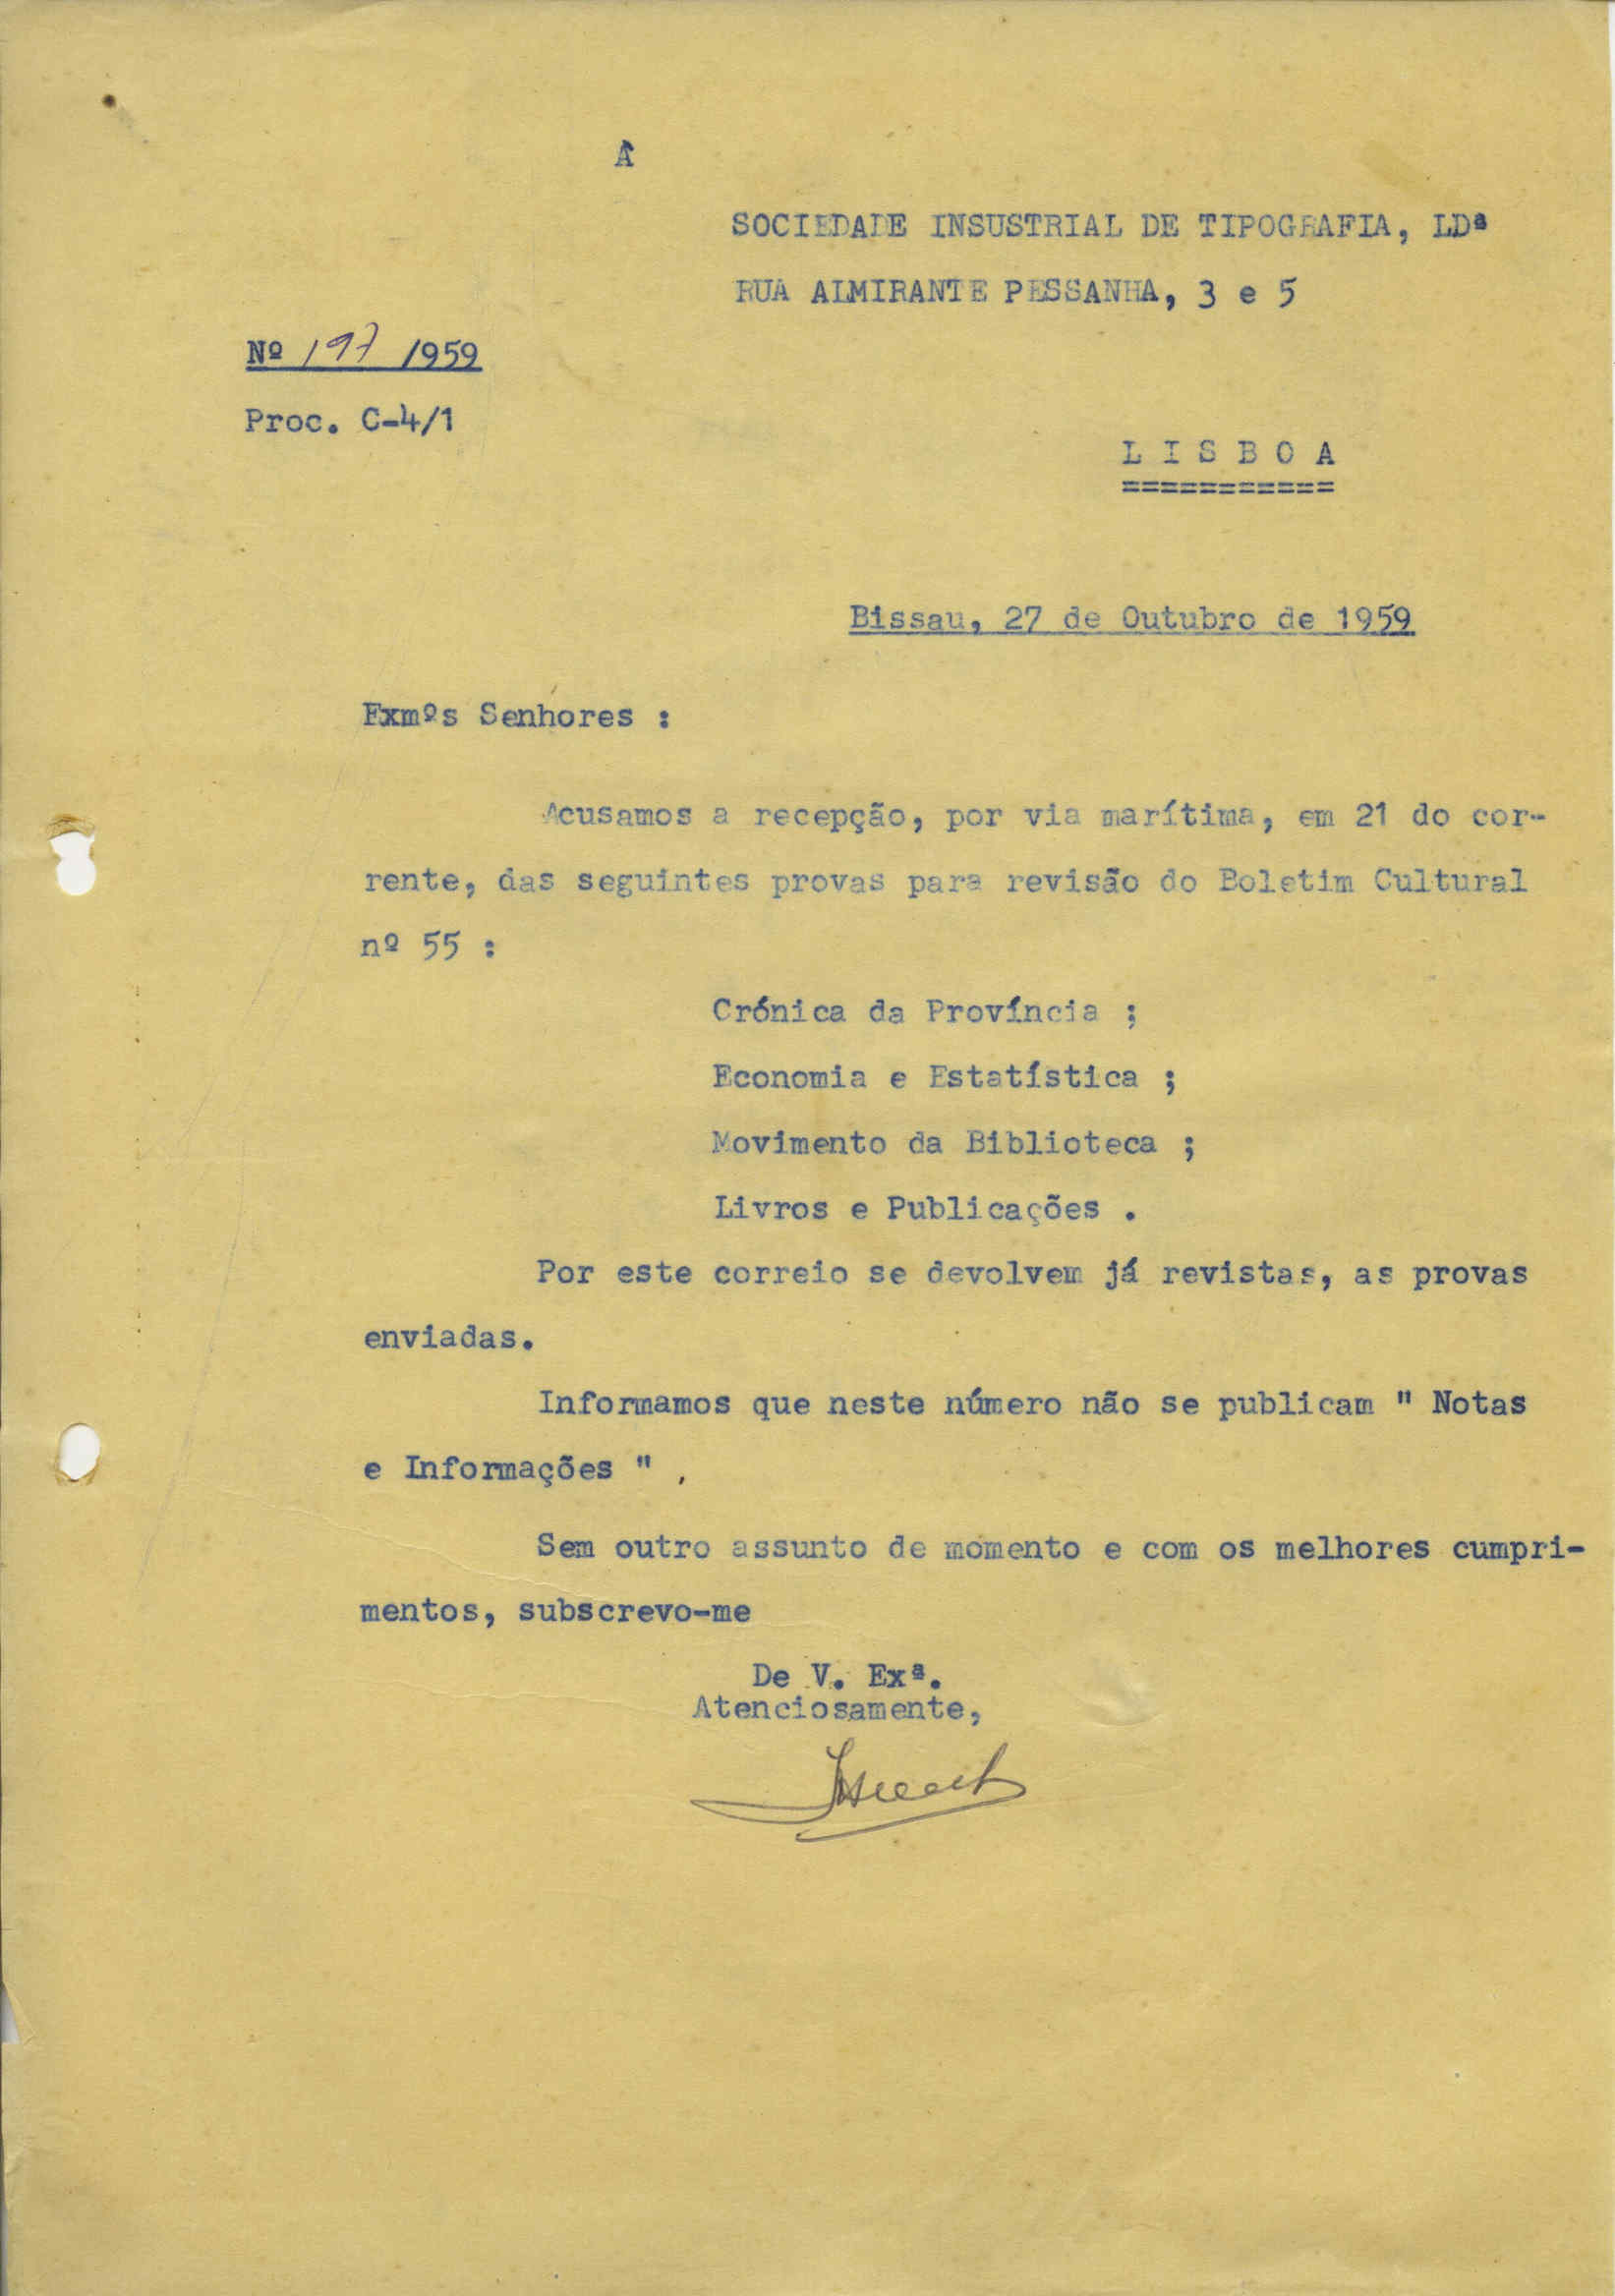 À
SOCIEDADE INSUSTRIAL DE TIPOGRAFIA, LDª
RUA ALMIRANTE PESSANHA, 3 e 5
Nº 197 /1959
Proc. C-4/1
L I S B O A
===========
Bissau, 27 de Outubro de 1959
Exmºs Senhores :
Acusamos a recepção, por via marítima, em 21 do cor-
rente, das seguintes provas para revisão do Boletim Cultural
nº 55 :
Crónica da Província ;
Economia e Estatística ;
Movimento da Biblioteca ;
Livros e Publicações .
Por este correio se devolvem já revistas, as provas
enviadas.
Informamos que neste número não se publicam " Notas
e Informações " .
Sem outro assunto de momento e com os melhores cumpri-
mentos, subscrevo-me
De V. Exª.
Atenciosamente,